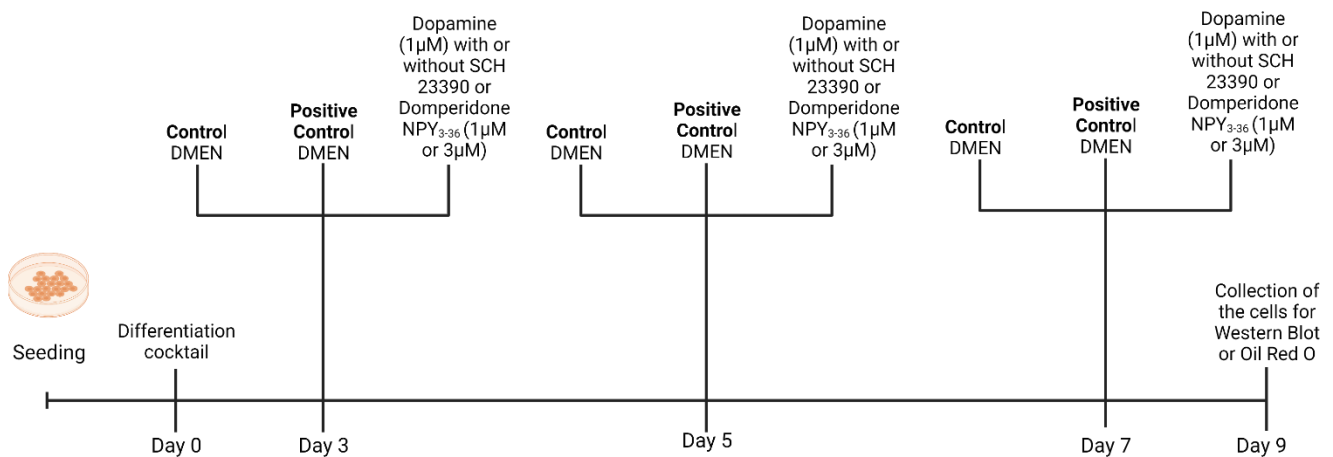 Control
DMEN
Positive
Control
DMEN
Dopamine
(1µM) with or
without SCH
23390 or
Domperidone
NPY₃₋₃₆ (1µM
or 3µM)
Control
DMEN
Positive
Control
DMEN
Dopamine
(1µM) with or
without SCH
23390 or
Domperidone
NPY₃₋₃₆ (1µM
or 3µM)
Control
DMEN
Positive
Control
DMEN
Dopamine
(1µM) with or
without SCH
23390 or
Domperidone
NPY₃₋₃₆ (1µM
or 3µM)
Seeding
Differentiation
cocktail
Collection of
the cells for
Western Blot
or Oil Red O
Day 0
Day 3
Day 5
Day 7
Day 9